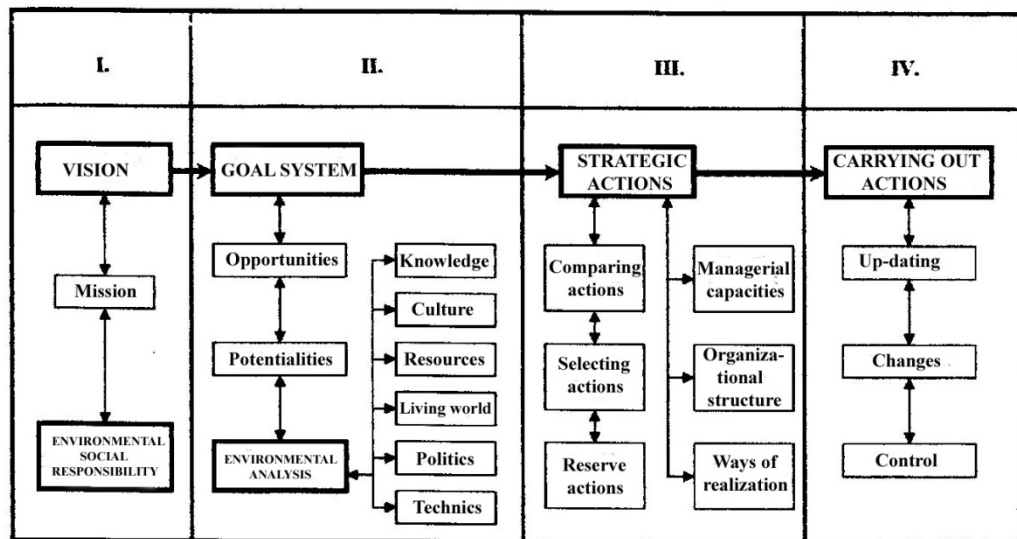 I.
II.
III.
IV.
VISION
GOAL SYSTEM
STRATEGIC
ACTIONS
CARRYING OUT
ACTIONS
Mission
ENVIRONMENTAL
SOCIAL
RESPONSIBILITY
Opportunities
Potentialities
ENVIRONMENTAL
ANALYSIS
Knowledge
Culture
Resources
Living world
Politics
Technics
Comparing
actions
Selecting
actions
Reserve
actions
Managerial
capacities
Organiza-
tional
structure
Ways of
realization
Up-dating
Changes
Control